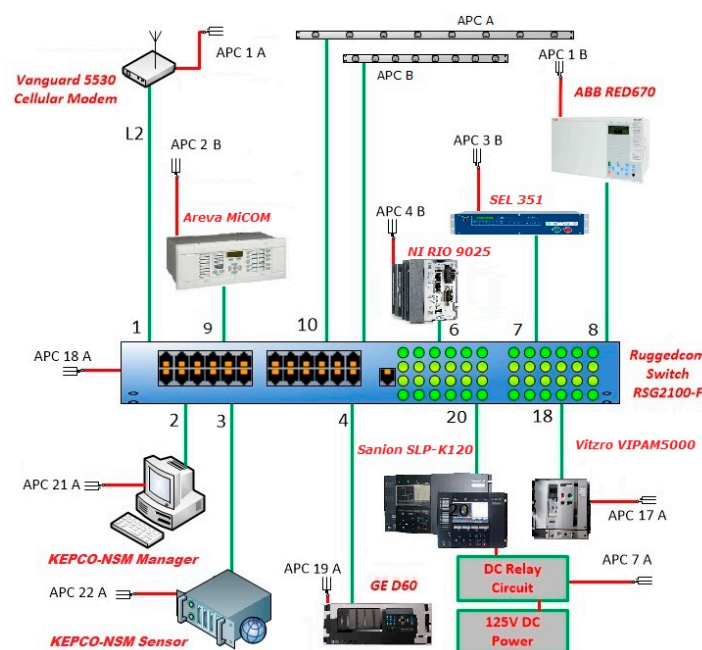 APC A
APC 1 A
APC B
APC 1 B
Vanguard 5530
Cellular Modem
ABB RED670
L2
APC 2 B
APC 3 B
Areva MiCOM
SEL 351
APC 4 B
NI RIO 9025
1
9
10
6
7
8
APC 18 A
Ruggedcom
Switch
RSG2100-F
2
3
4
20
18
Sanion SLP-K120
Vitzro VIPAM5000
APC 21 A
20
APC 17 A
KEPCO-NSM Manager
APC 19 A
GE D60
DC Relay
Circuit
APC 7 A
APC 22 A
125V DC
Power
KEPCO-NSM Sensor